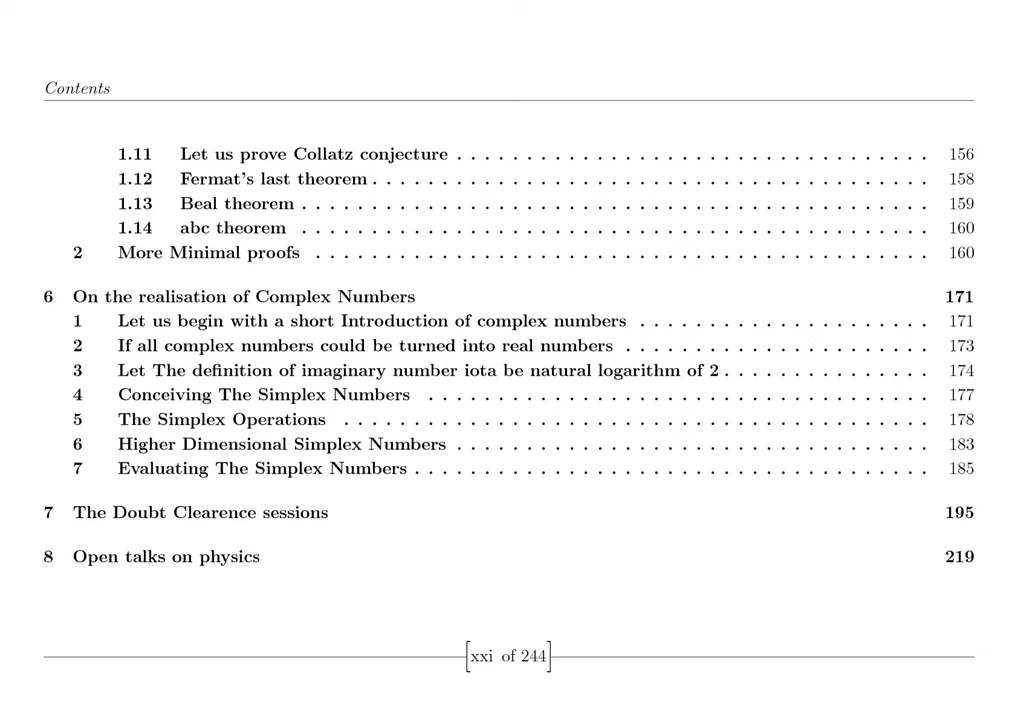 Contents
1.11 Let us prove Collatz conjecture . . . . . . . . . . . . . . . . . . . . . . . . . . . . . . . . . . 156
1.12 Fermat's last theorem . . . . . . . . . . . . . . . . . . . . . . . . . . . . . . . . . . . . . . . . 158
1.13 Beal theorem . . . . . . . . . . . . . . . . . . . . . . . . . . . . . . . . . . . . . . . . . . . . . 159
1.14 abc theorem . . . . . . . . . . . . . . . . . . . . . . . . . . . . . . . . . . . . . . . . . . . . . 160
2 More Minimal proofs . . . . . . . . . . . . . . . . . . . . . . . . . . . . . . . . . . . . . . . . . . . . 160
6 On the realisation of Complex Numbers 171
1 Let us begin with a short Introduction of complex numbers . . . . . . . . . . . . . . . . . . . . . 171
2 If all complex numbers could be turned into real numbers . . . . . . . . . . . . . . . . . . . . . . 173
3 Let The definition of imaginary number iota be natural logarithm of 2 . . . . . . . . . . . . . . . 174
4 Conceiving The Simplex Numbers . . . . . . . . . . . . . . . . . . . . . . . . . . . . . . . . . . . . 177
5 The Simplex Operations . . . . . . . . . . . . . . . . . . . . . . . . . . . . . . . . . . . . . . . . . . 178
6 Higher Dimensional Simplex Numbers . . . . . . . . . . . . . . . . . . . . . . . . . . . . . . . . . . 183
7 Evaluating The Simplex Numbers . . . . . . . . . . . . . . . . . . . . . . . . . . . . . . . . . . . . . 185
7 The Doubt Clearence sessions 195
8 Open talks on physics 219
[xxi of 244]